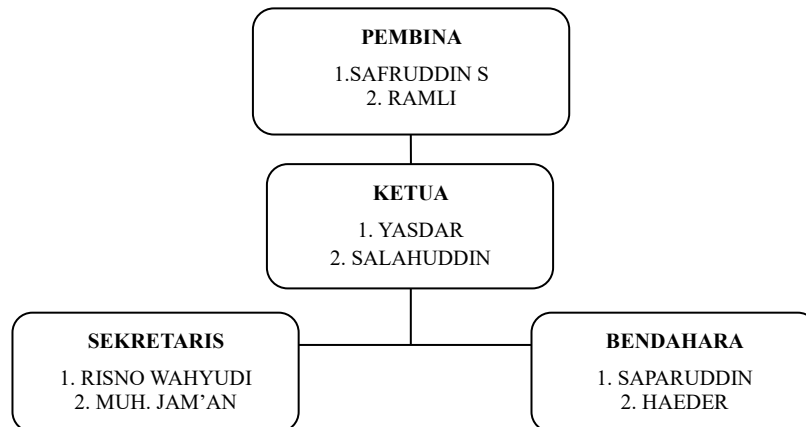 PEMBINA
1.SAFRUDDIN S
2. RAMLI
KETUA
1. YASDAR
2. SALAHUDDIN
SEKRETARIS
1. RISNO WAHYUDI
2. MUH. JAM’AN
BENDAHARA
1. SAPARUDDIN
2. HAEDER